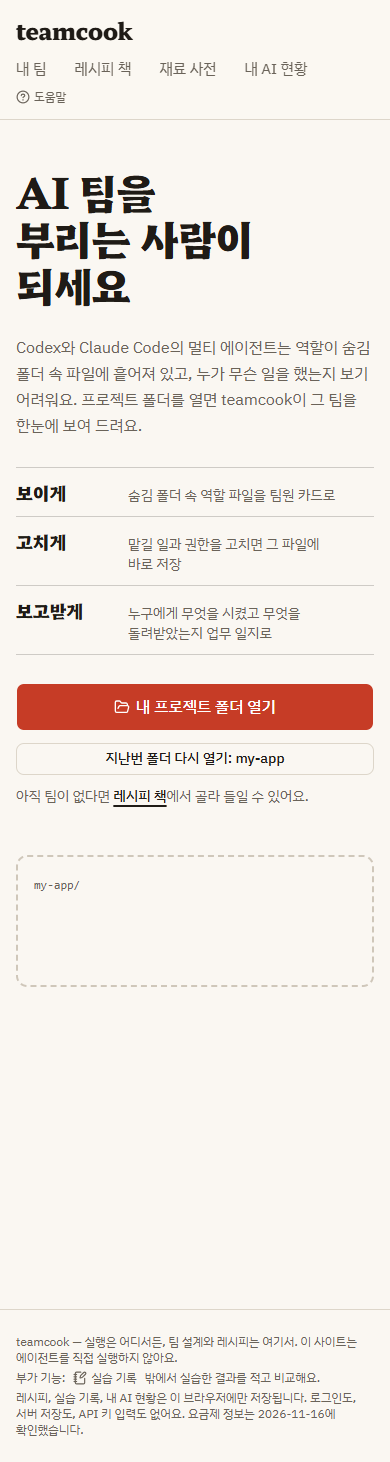 teamcook
내 팀 레시피 책 재료 사전 내 AI 현황
도움말
AI 팀을
부리는 사람이
되세요
Codex와 Claude Code의 멀티 에이전트는 역할이 숨김
폴더 속 파일에 흩어져 있고, 누가 무슨 일을 했는지 보기
어려워요. 프로젝트 폴더를 열면 teamcook이 그 팀을
한눈에 보여 드려요.
보이게 숨김 폴더 속 역할 파일을 팀원 카드로
고치게 맡길 일과 권한을 고치면 그 파일에
바로 저장
보고받게 누구에게 무엇을 시켰고 무엇을
돌려받았는지 업무 일지로
내 프로젝트 폴더 열기
지난번 폴더 다시 열기: my-app
아직 팀이 없다면 레시피 책에서 골라 들일 수 있어요.
my-app/
teamcook — 실행은 어디서든, 팀 설계와 레시피는 여기서. 이 사이트는
에이전트를 직접 실행하지 않아요.
부가 기능: 실습 기록 밖에서 실습한 결과를 적고 비교해요.
레시피, 실습 기록, 내 AI 현황은 이 브라우저에만 저장됩니다. 로그인도,
서버 저장도, API 키 입력도 없어요. 요금제 정보는 2026-11-16에
확인했습니다.